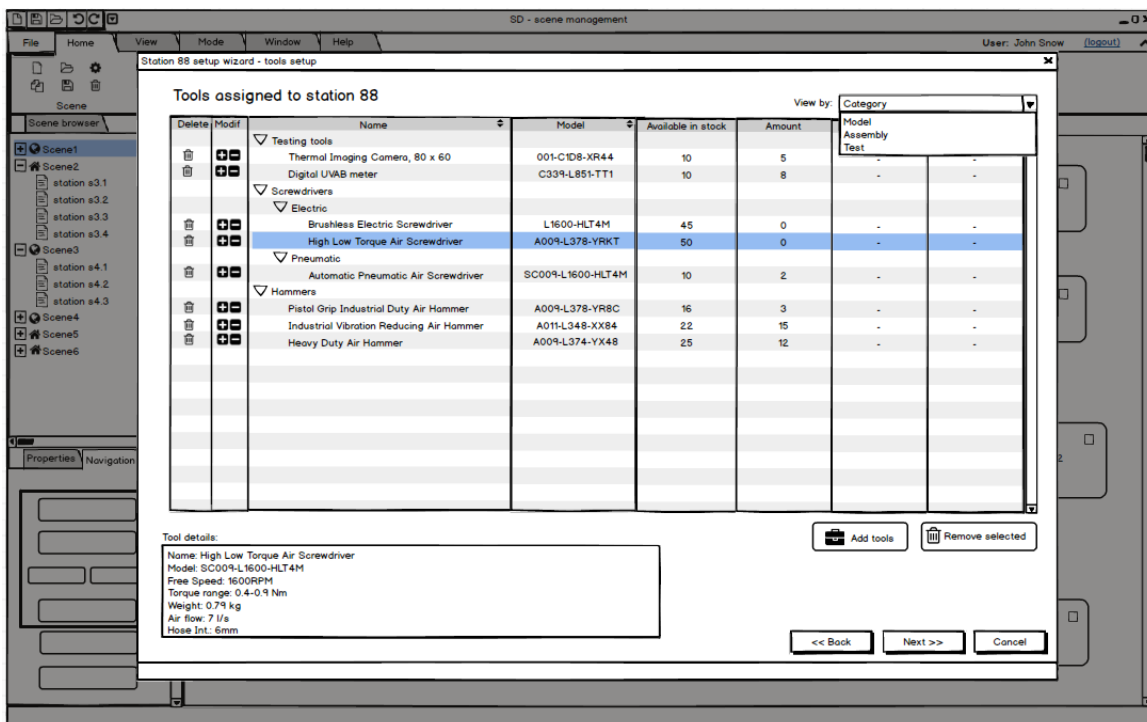 SD - scene management
File Home View Mode Window Help User: John Snow (logout)
Scene
Scene browser
Scene1
Scene2
station s3.1
station s3.2
station s3.3
station s3.4
Scene3
station s4.1
station s4.2
station s4.3
Scene4
Scene5
Scene6
Properties Navigation
Station 88 setup wizard - tools setup
Tools assigned to station 88
View by: Category
Model
Assembly
Test
Delete Modif Name Model Available in stock Amount
Testing tools
Thermal Imaging Camera, 80 x 60 001-C1D8-XR44 10 5 - -
Digital UVAB meter C339-L851-TT1 10 8 - -
Screwdrivers
Electric
Brushless Electric Screwdriver L1600-HLT4M 45 0 - -
High Low Torque Air Screwdriver A009-L378-YRKT 50 0 - -
Pneumatic
Automatic Pneumatic Air Screwdriver SC009-L1600-HLT4M 10 2 - -
Hammers
Pistol Grip Industrial Duty Air Hammer A009-L378-YR8C 16 3 - -
Industrial Vibration Reducing Air Hammer A011-L348-XX84 22 15 - -
Heavy Duty Air Hammer A009-L374-YX48 25 12 - -
Add tools Remove selected
Tool details:
Name: High Low Torque Air Screwdriver
Model: SC009-L1600-HLT4M
Free Speed: 1600RPM
Torque range: 0.4-0.9 Nm
Weight: 0.79 kg
Air flow: 7 l/s
Hose Int.: 6mm
<< Back Next >> Cancel
2